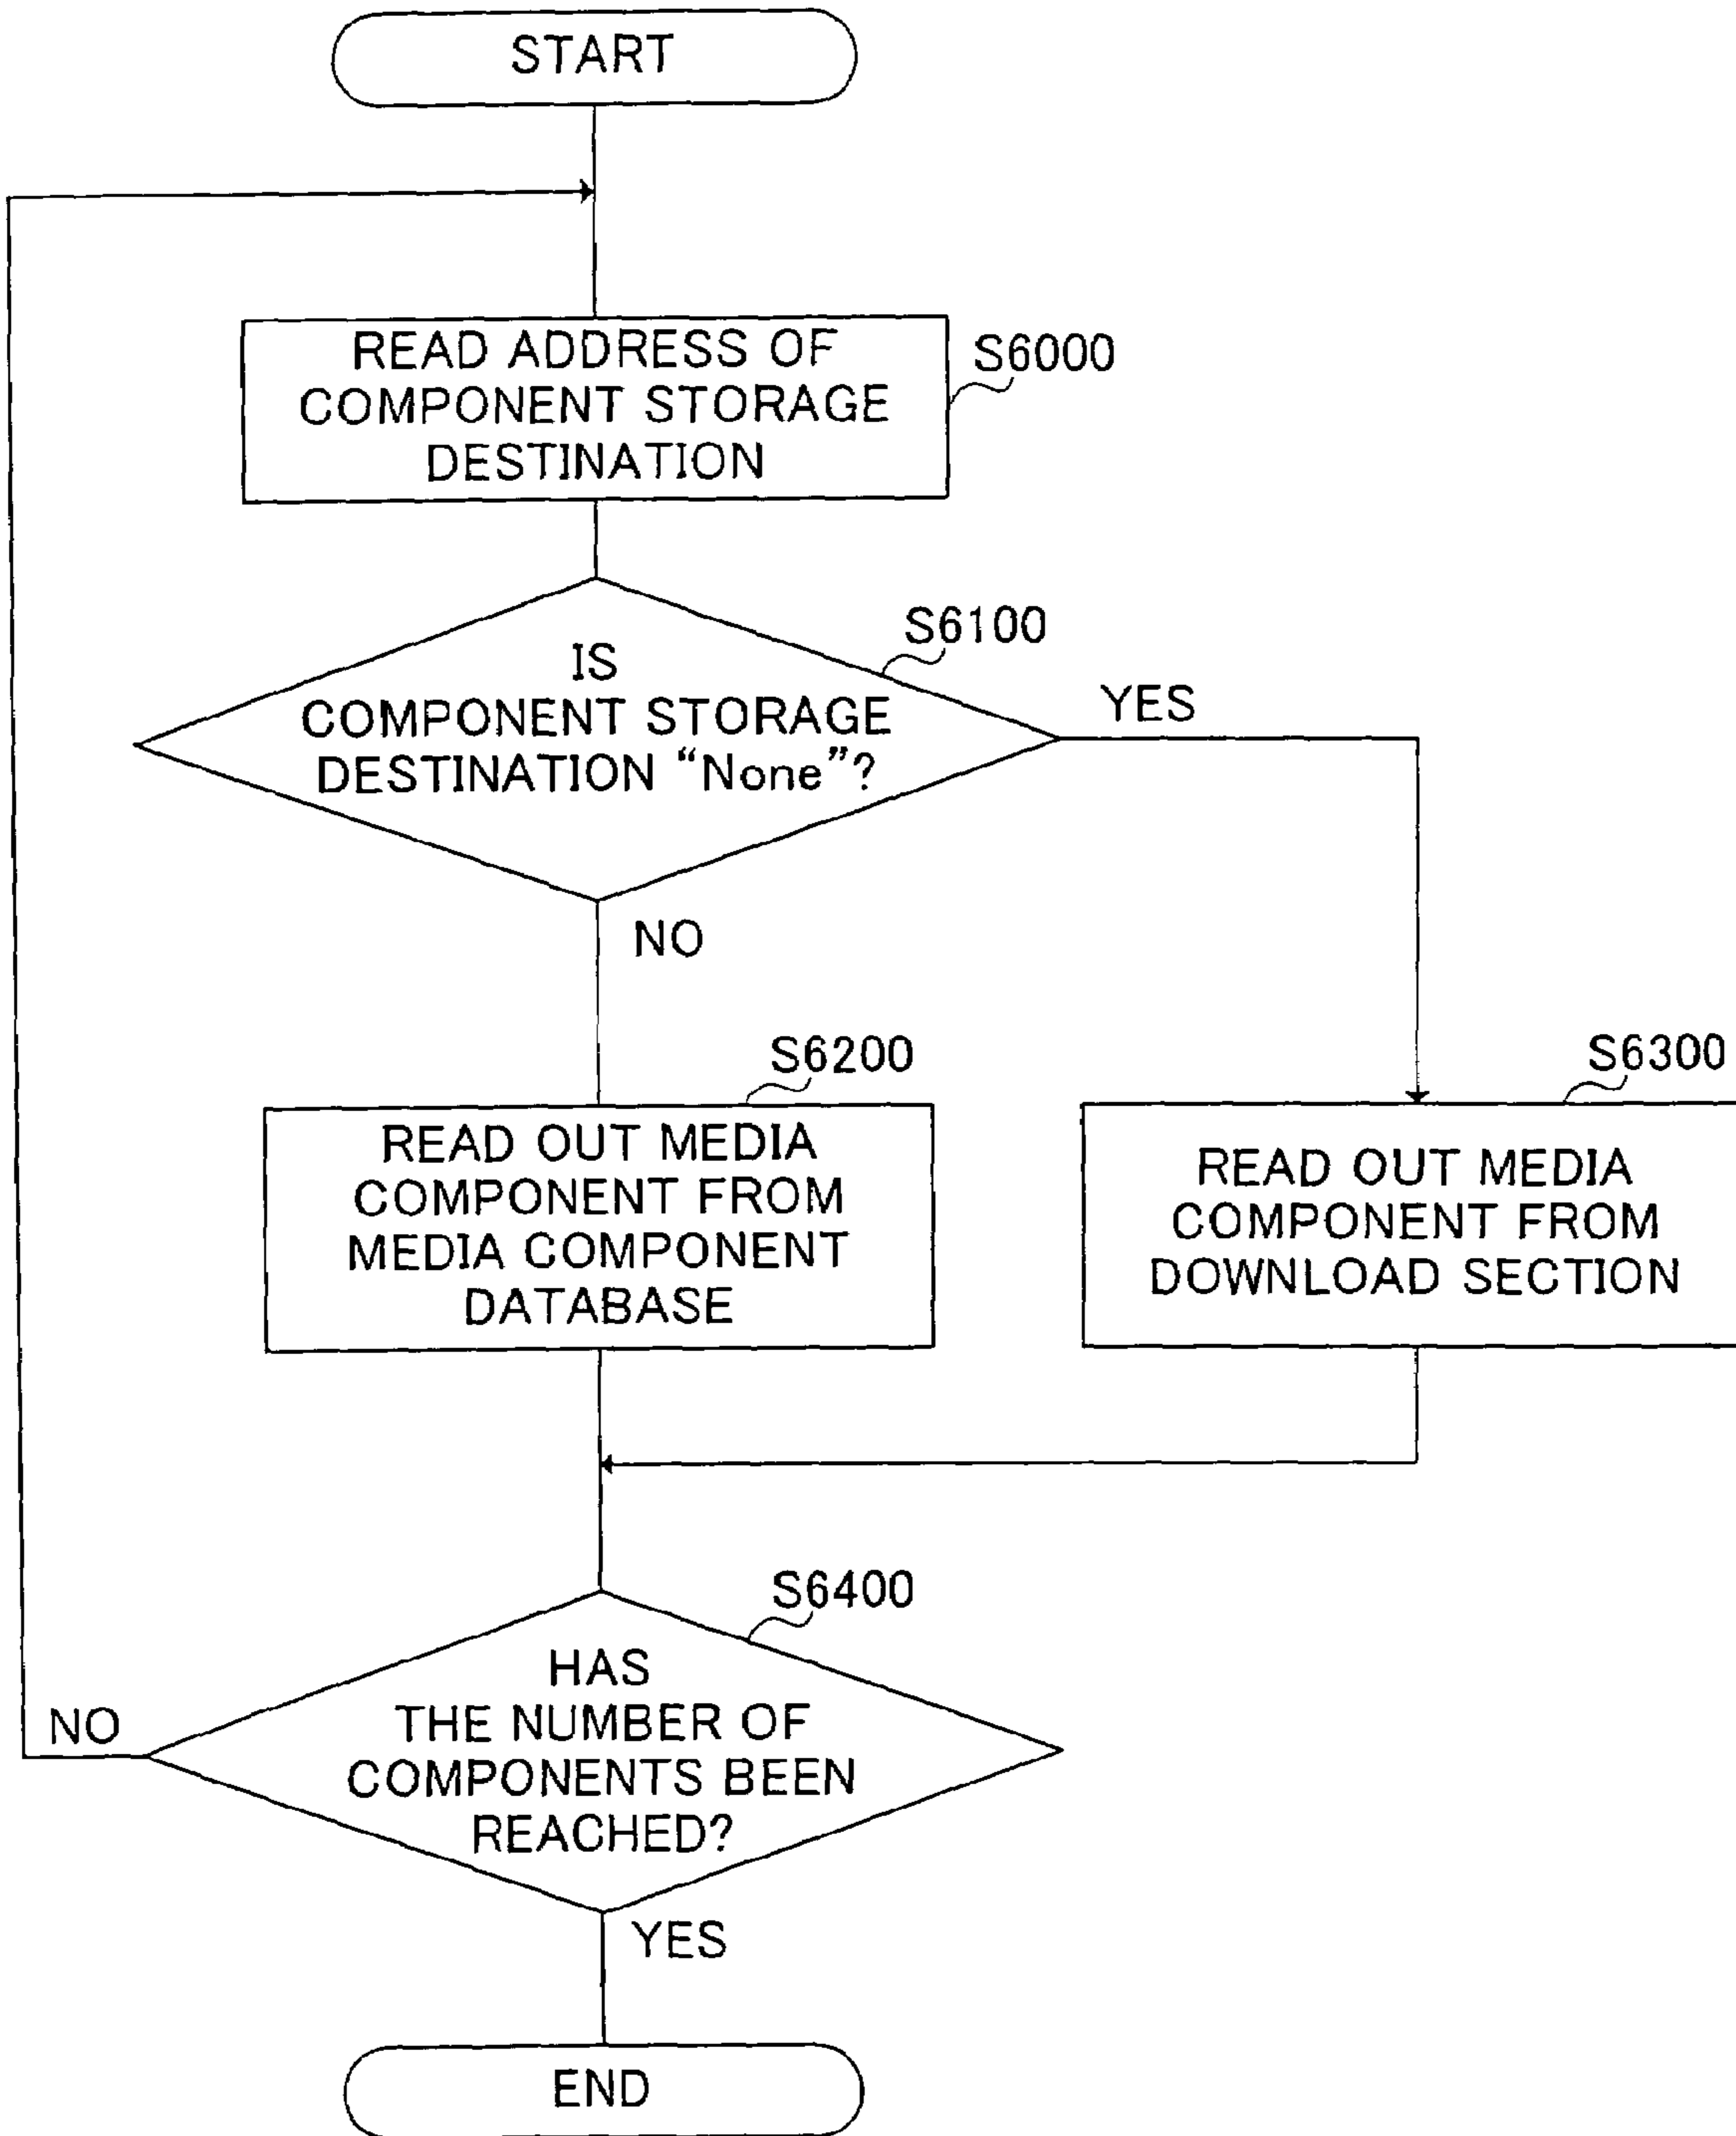 START
READ ADDRESS OF
COMPONENT STORAGE
DESTINATION
S6000
S6100
IS
COMPONENT STORAGE
DESTINATION “None”?
YES
NO
S6200
READ OUT MEDIA
COMPONENT FROM
MEDIA COMPONENT
DATABASE
S6300
READ OUT MEDIA
COMPONENT FROM
DOWNLOAD SECTION
S6400
HAS
THE NUMBER OF
COMPONENTS BEEN
REACHED?
NO
YES
END